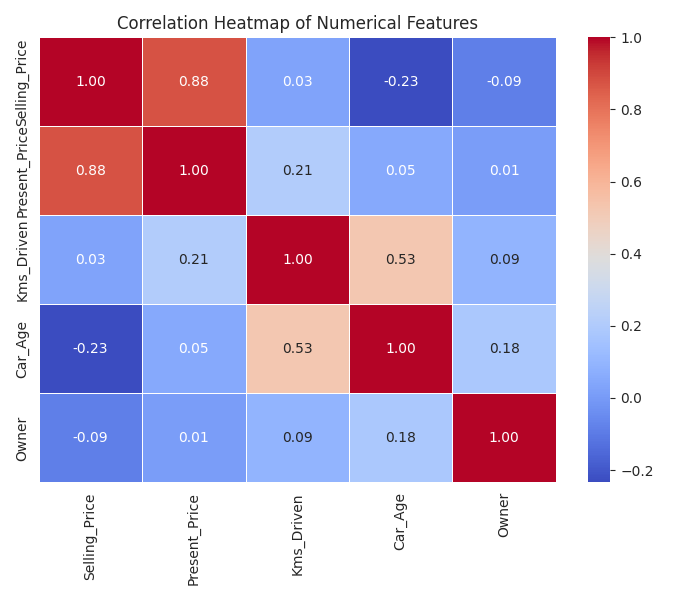 Correlation Heatmap of Numerical Features
Selling_Price
1.00 0.88 0.03 -0.23 -0.09
Present_Price
0.88 1.00 0.21 0.05 0.01
Kms_Driven
0.03 0.21 1.00 0.53 0.09
Car_Age
-0.23 0.05 0.53 1.00 0.18
Owner
-0.09 0.01 0.09 0.18 1.00
Selling_Price
Present_Price
Kms_Driven
Car_Age
Owner
1.0
0.8
0.6
0.4
0.2
0.0
−0.2